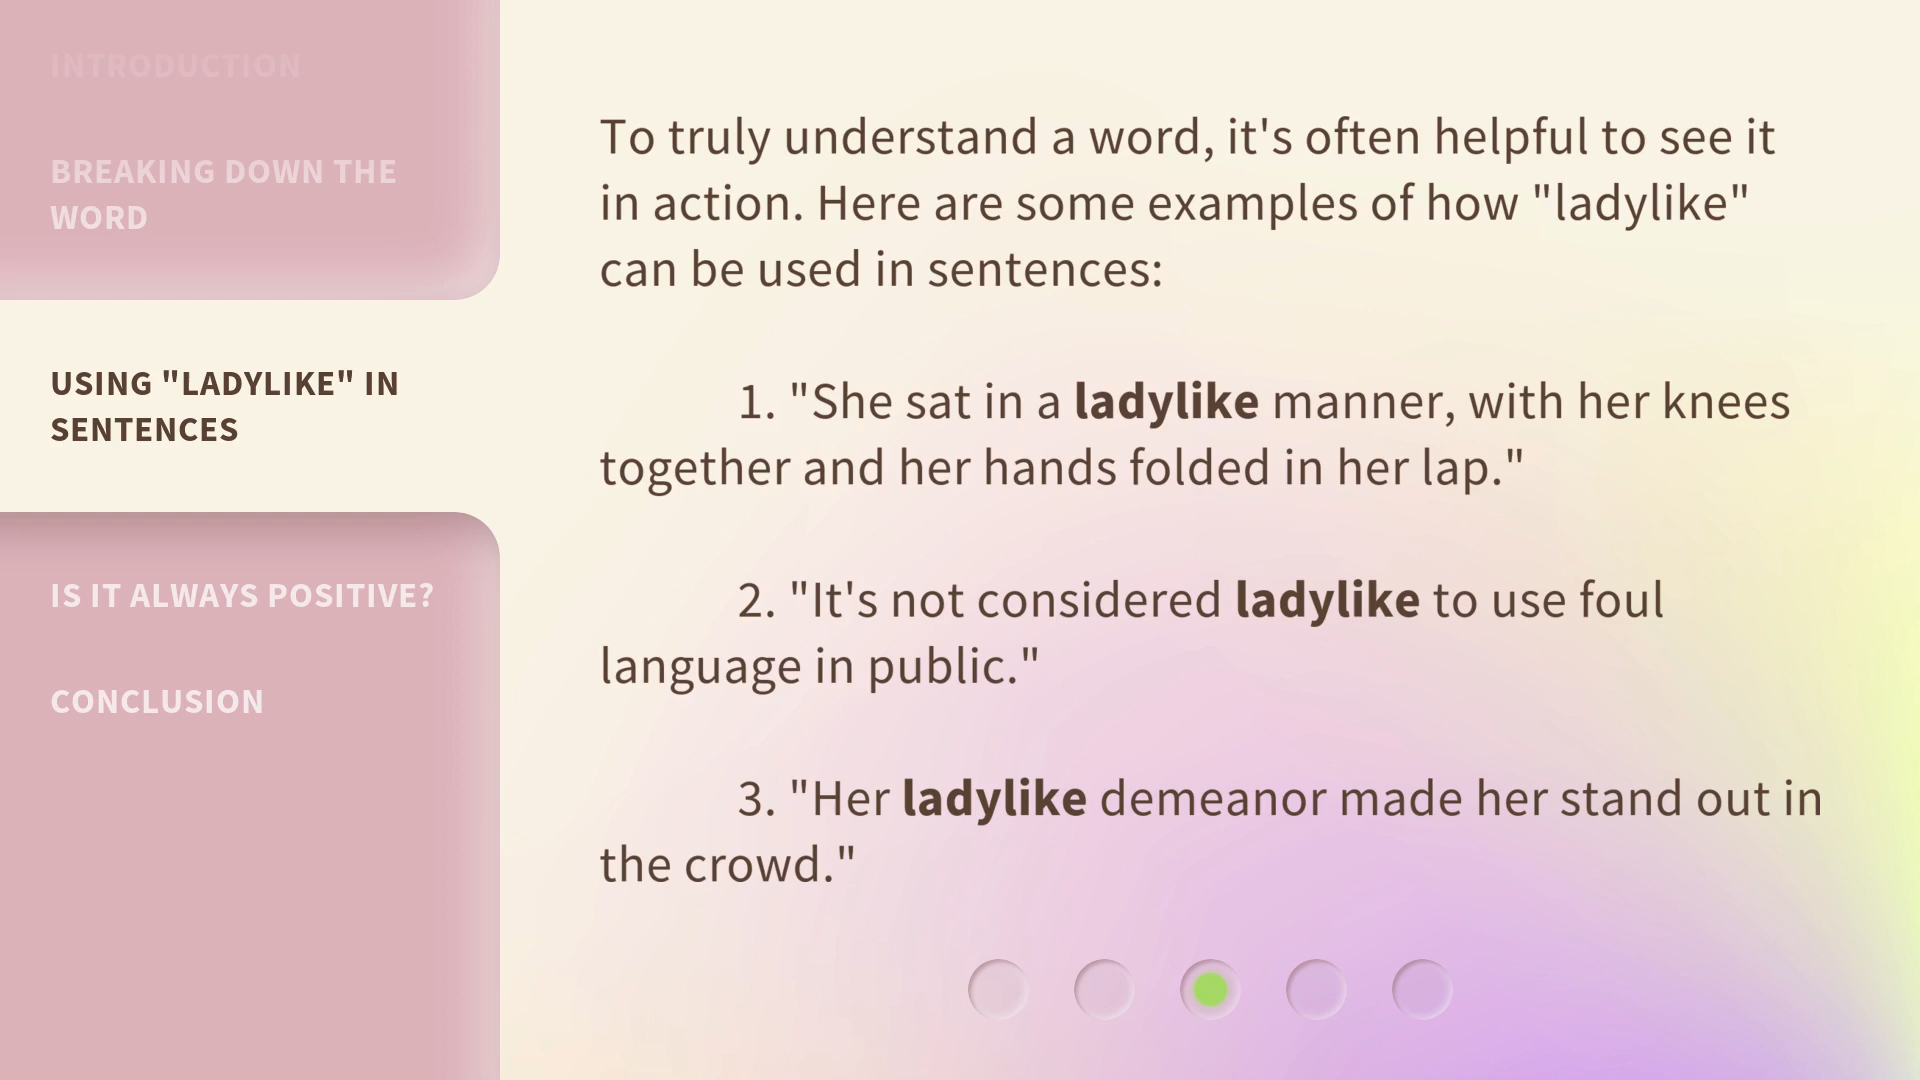 INTRODUCTION
BREAKING DOWN THE
WORD
USING "LADYLIKE" IN
SENTENCES
IS IT ALWAYS POSITIVE?
CONCLUSION
To truly understand a word, it's often helpful to see it
in action. Here are some examples of how "ladylike"
can be used in sentences:
1. "She sat in a ladylike manner, with her knees
together and her hands folded in her lap."
2. "It's not considered ladylike to use foul
language in public."
3. "Her ladylike demeanor made her stand out in
the crowd."